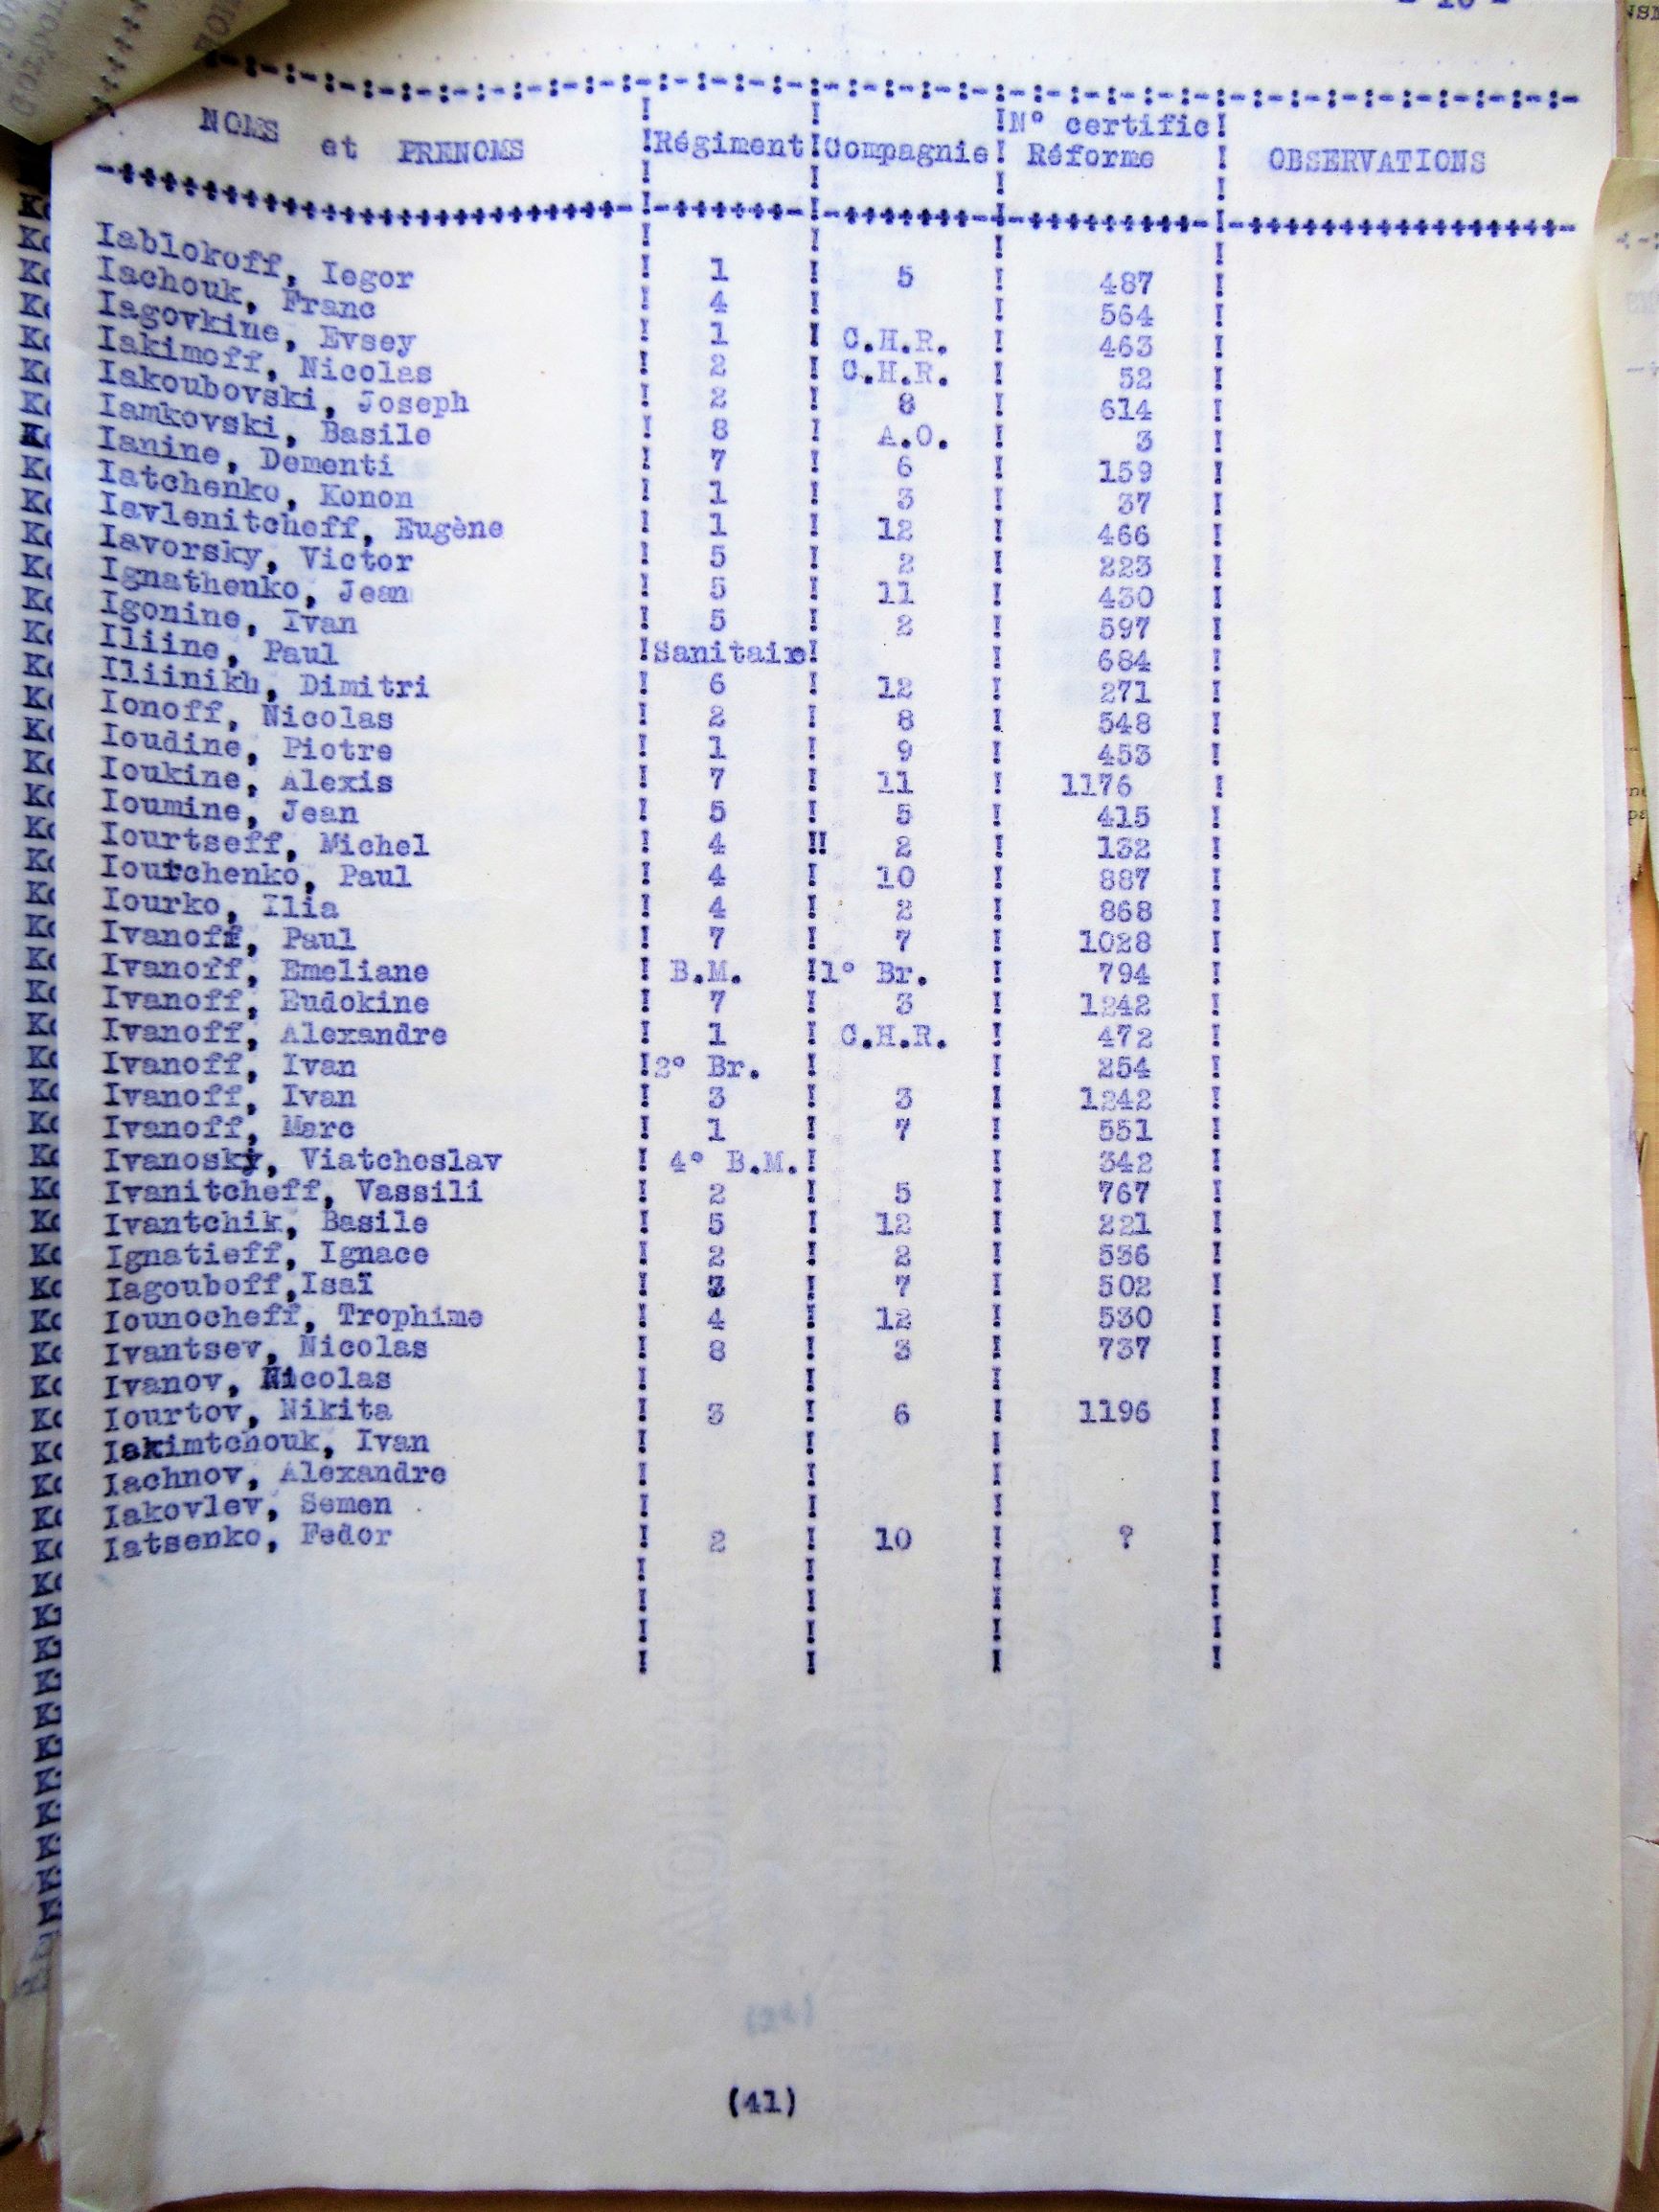 - 10 -
NOMS et PRENOMS !Régiment!Compagnie!N° certific! OBSERVATIONS
Réforme
Iablokoff, Iegor ! 1 ! 5 ! 487 !
Iachouk, Franc ! 4 ! ! 564 !
Iagovkine, Evsey ! 1 ! C.H.R. ! 463 !
Iakimoff, Nicolas ! 2 ! C.H.R. ! 52 !
Iakoubovski, Joseph ! 2 ! 8 ! 614 !
Iamkovski, Basile ! 8 ! A.O. ! 3 !
Ianine, Dementi ! 7 ! 6 ! 159 !
Iatchenko, Konon ! 1 ! 3 ! 37 !
Iavlenitcheff, Eugène ! 1 ! 12 ! 466 !
Iavorsky, Victor ! 5 ! 2 ! 223 !
Ignathenko, Jean ! 5 ! 11 ! 430 !
Igonine, Ivan ! 5 ! 2 ! 597 !
Iliine, Paul !Sanitaire! ! 684 !
Iliinikh, Dimitri ! 6 ! 12 ! 271 !
Ionoff, Nicolas ! 2 ! 8 ! 548 !
Ioudine, Piotre ! 1 ! 9 ! 453 !
Ioukine, Alexis ! 7 ! 11 ! 1176 !
Ioumine, Jean ! 5 ! 5 ! 415 !
Iourtseff, Michel ! 4 !! 2 ! 132 !
Iourchenko, Paul ! 4 ! 10 ! 887 !
Iourko, Ilia ! 4 ! 2 ! 868 !
Ivanoff, Paul ! 7 ! 7 ! 1028 !
Ivanoff, Emeliane ! B.M. !1° Br. ! 794 !
Ivanoff, Eudokine ! 7 ! 3 ! 1242 !
Ivanoff, Alexandre ! 1 ! C.H.R. ! 472 !
Ivanoff, Ivan !2° Br. ! ! 254 !
Ivanoff, Ivan ! 3 ! 3 ! 1242 !
Ivanoff, Marc ! 1 ! 7 ! 551 !
Ivanosky, Viatcheslav ! 4° B.M.! ! 342 !
Ivanitcheff, Vassili ! 2 ! 5 ! 767 !
Ivantchik, Basile ! 5 ! 12 ! 221 !
Ignatieff, Ignace ! 2 ! 2 ! 536 !
Iagouboff,Isaï ! 3 ! 7 ! 502 !
Iounocheff, Trophime ! 4 ! 12 ! 530 !
Ivantsev, Nicolas ! 8 ! 3 ! 737 !
Ivanov, Nicolas ! ! ! !
Iourtov, Nikita ! 3 ! 6 ! 1196 !
Iakimtchouk, Ivan ! ! ! !
Iachnov, Alexandre ! ! ! !
Iakovlev, Semen ! ! ! !
Iatsenko, Fedor ! 2 ! 10 ! ? !
(41)